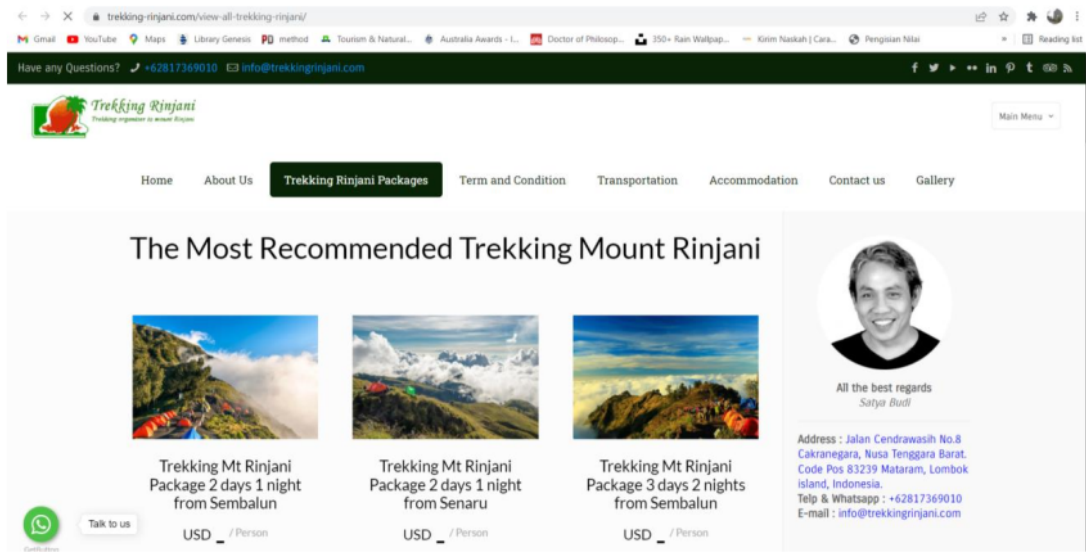 trekking-rinjani.com/view-all-trekking-rinjani/
Gmail YouTube Maps Library Genesis method Tourism & Natural... Australia Awards - I... Doctor of Philosop... 350+ Rain Wallpap... Kirim Naskah | Cara... Pengisian Nilai » Reading list
Have any Questions? +62817369010 info@trekkingrinjani.com
Trekking Rinjani
Trekking organizer to mount Rinjani
Main Menu
Home About Us Trekking Rinjani Packages Term and Condition Transportation Accommodation Contact us Gallery
The Most Recommended Trekking Mount Rinjani
Trekking Mt Rinjani
Package 2 days 1 night
from Sembalun
USD _ / Person
Trekking Mt Rinjani
Package 2 days 1 night
from Senaru
USD _ / Person
Trekking Mt Rinjani
Package 3 days 2 nights
from Sembalun
USD _ / Person
All the best regards
Satya Budi
Address : Jalan Cendrawasih No.8
Cakranegara, Nusa Tenggara Barat.
Code Pos 83239 Mataram, Lombok
island, Indonesia.
Telp & Whatsapp : +62817369010
E-mail : info@trekkingrinjani.com
Talk to us
GetButton